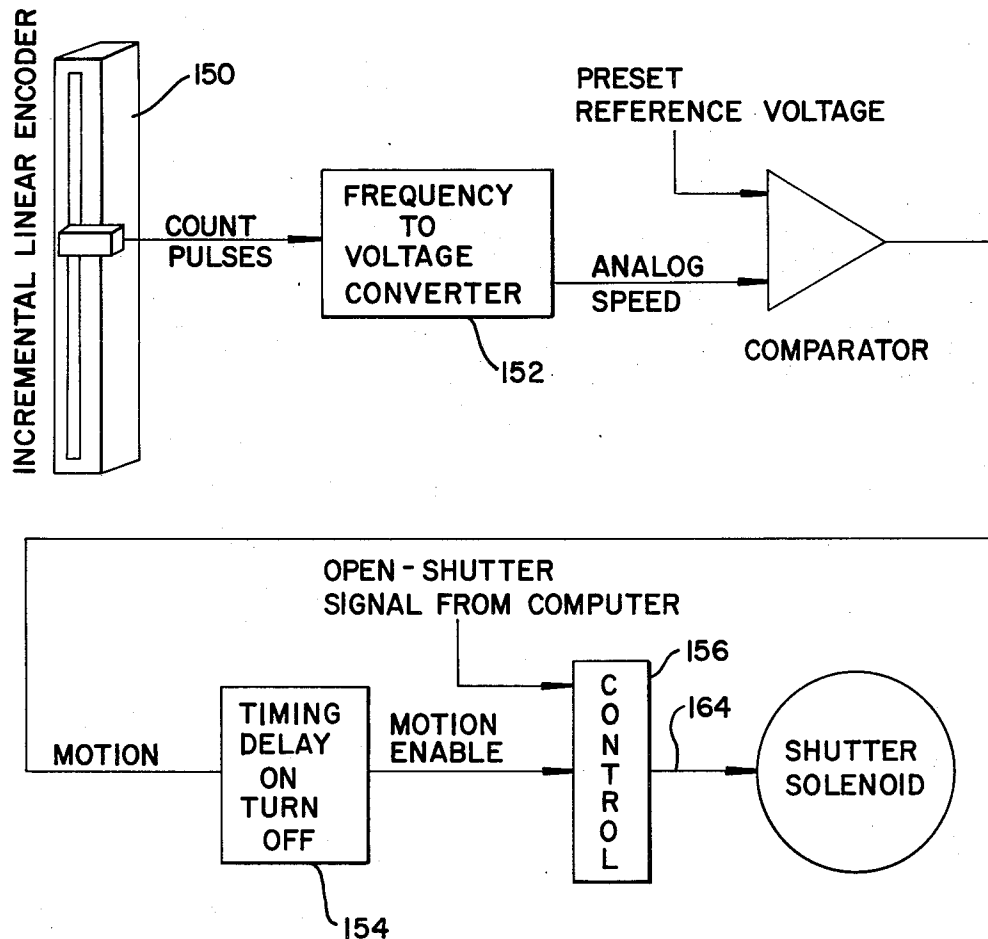 INCREMENTAL LINEAR ENCODER
150
COUNT
PULSES
FREQUENCY
TO
VOLTAGE
CONVERTER
152
PRESET
REFERENCE VOLTAGE
ANALOG
SPEED
COMPARATOR
OPEN-SHUTTER
SIGNAL FROM COMPUTER
MOTION
TIMING
DELAY
ON
TURN
OFF
154
MOTION
ENABLE
CONTROL
156
164
SHUTTER
SOLENOID